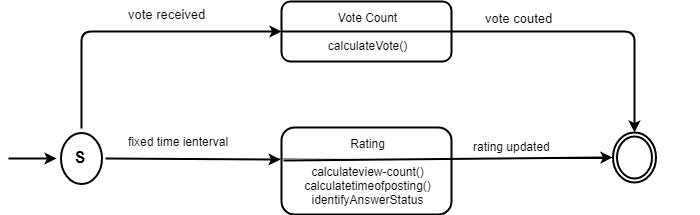 vote received
Vote Count
vote couted
calculateVote()
S
fixed time ienterval
Rating
rating updated
calculateview-count()
calculatetimeofposting()
identifyAnswerStatus